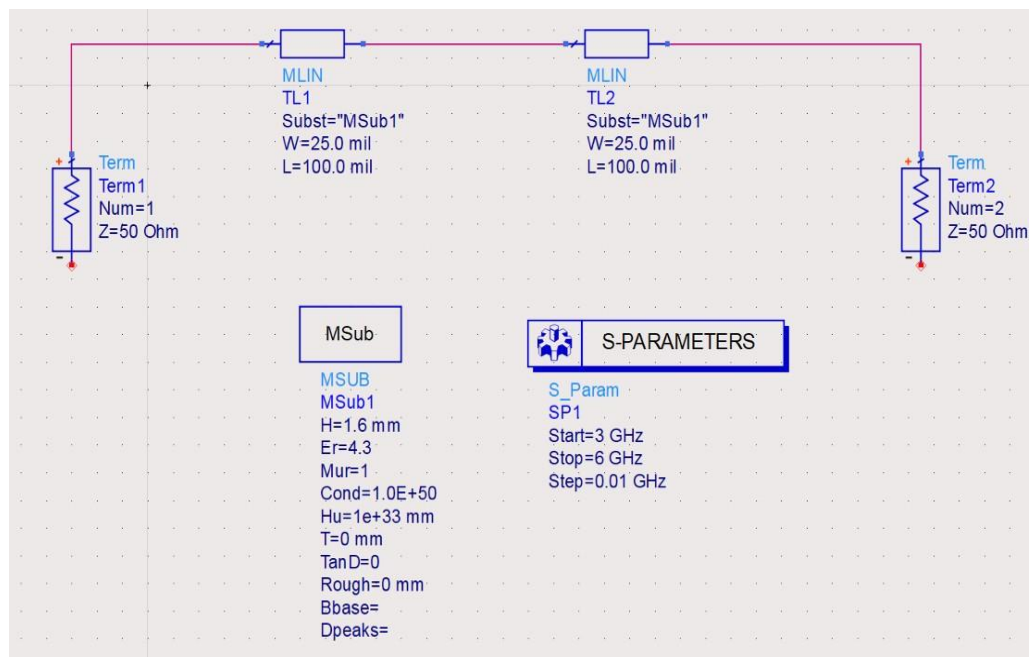 MLIN
TL1
Subst="MSub1"
W=25.0 mil
L=100.0 mil
MLIN
TL2
Subst="MSub1"
W=25.0 mil
L=100.0 mil
+
Term
Term1
Num=1
Z=50 Ohm
-
+
Term
Term2
Num=2
Z=50 Ohm
-
MSub
MSUB
MSub1
H=1.6 mm
Er=4.3
Mur=1
Cond=1.0E+50
Hu=1e+33 mm
T=0 mm
TanD=0
Rough=0 mm
Bbase=
Dpeaks=
S-PARAMETERS
S_Param
SP1
Start=3 GHz
Stop=6 GHz
Step=0.01 GHz